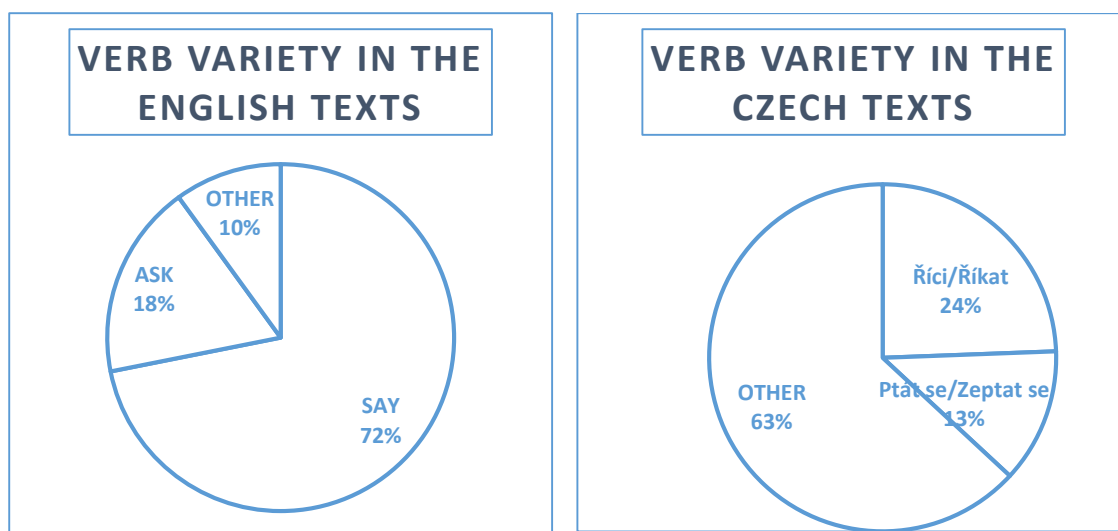 VERB VARIETY IN THE
ENGLISH TEXTS
OTHER
10%
ASK
18%
SAY
72%
VERB VARIETY IN THE
CZECH TEXTS
Říci/Říkat
24%
Ptát se/Zeptat se
13%
OTHER
63%